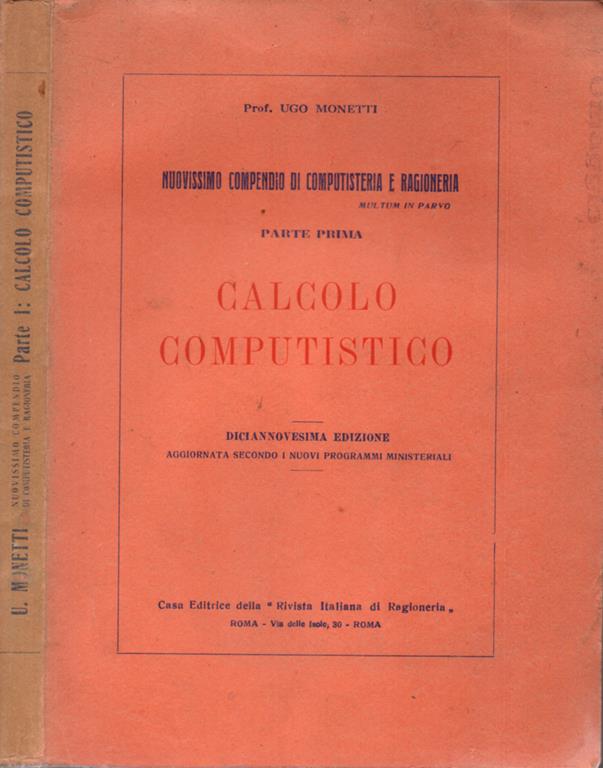 U. MONETTI
NUOVISSIMO COMPENDIO
DI COMPUTISTERIA E RAGIONERIA
Parte I: CALCOLO COMPUTISTICO
Prof. UGO MONETTI
NUOVISSIMO COMPENDIO DI COMPUTISTERIA E RAGIONERIA
MULTUM IN PARVO
PARTE PRIMA
CALCOLO
COMPUTISTICO
DICIANNOVESIMA EDIZIONE
AGGIORNATA SECONDO I NUOVI PROGRAMMI MINISTERIALI
Casa Editrice della "Rivista Italiana di Ragioneria„
ROMA - Via delle Isole, 30 - ROMA